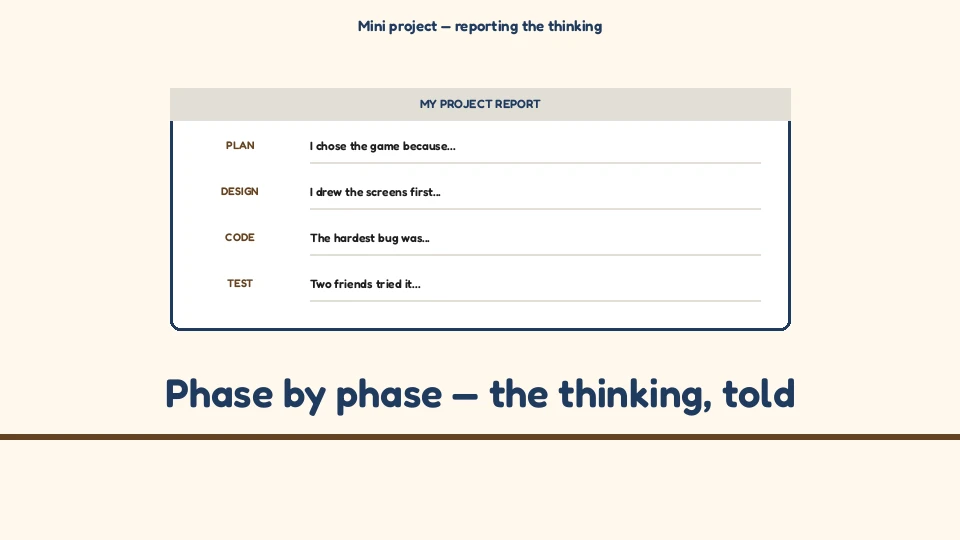 Mini project — reporting the thinking
MY PROJECT REPORT
PLAN I chose the game because...
DESIGN I drew the screens first...
CODE The hardest bug was...
TEST Two friends tried it...
Phase by phase — the thinking, told